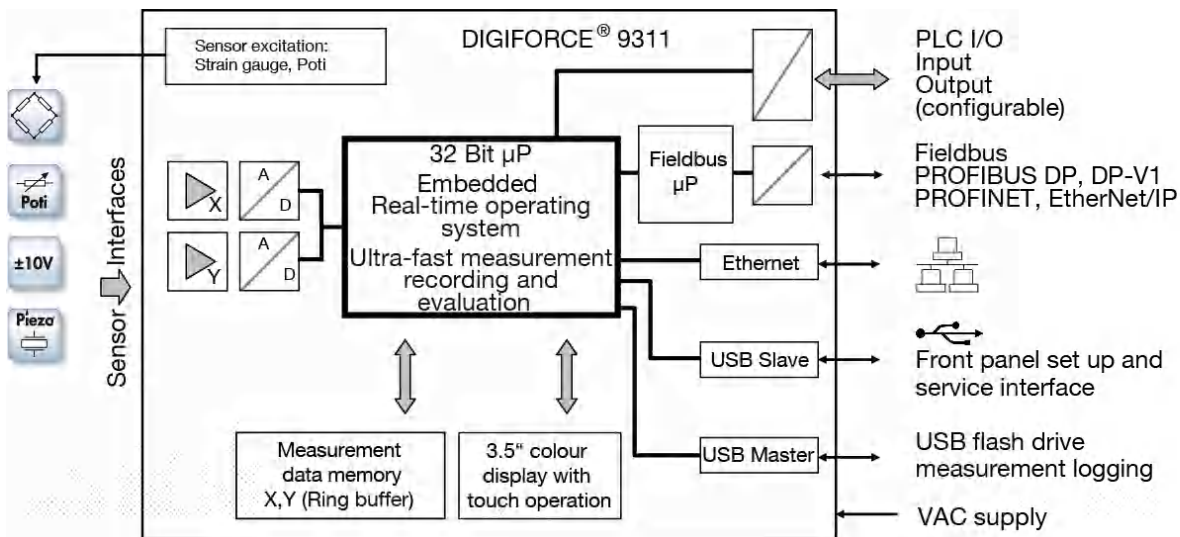 DIGIFORCE® 9311
Sensor excitation:
Strain gauge, Poti
Poti
±10V
Piezo
Sensor Interfaces
X
A
D
Y
A
D
32 Bit µP
Embedded
Real-time operating
system
Ultra-fast measurement
recording and
evaluation
Fieldbus
µP
Ethernet
USB Slave
USB Master
Measurement
data memory
X,Y (Ring buffer)
3.5“ colour
display with
touch operation
PLC I/O
Input
Output
(configurable)
Fieldbus
PROFIBUS DP, DP-V1
PROFINET, EtherNet/IP
Front panel set up and
service interface
USB flash drive
measurement logging
VAC supply